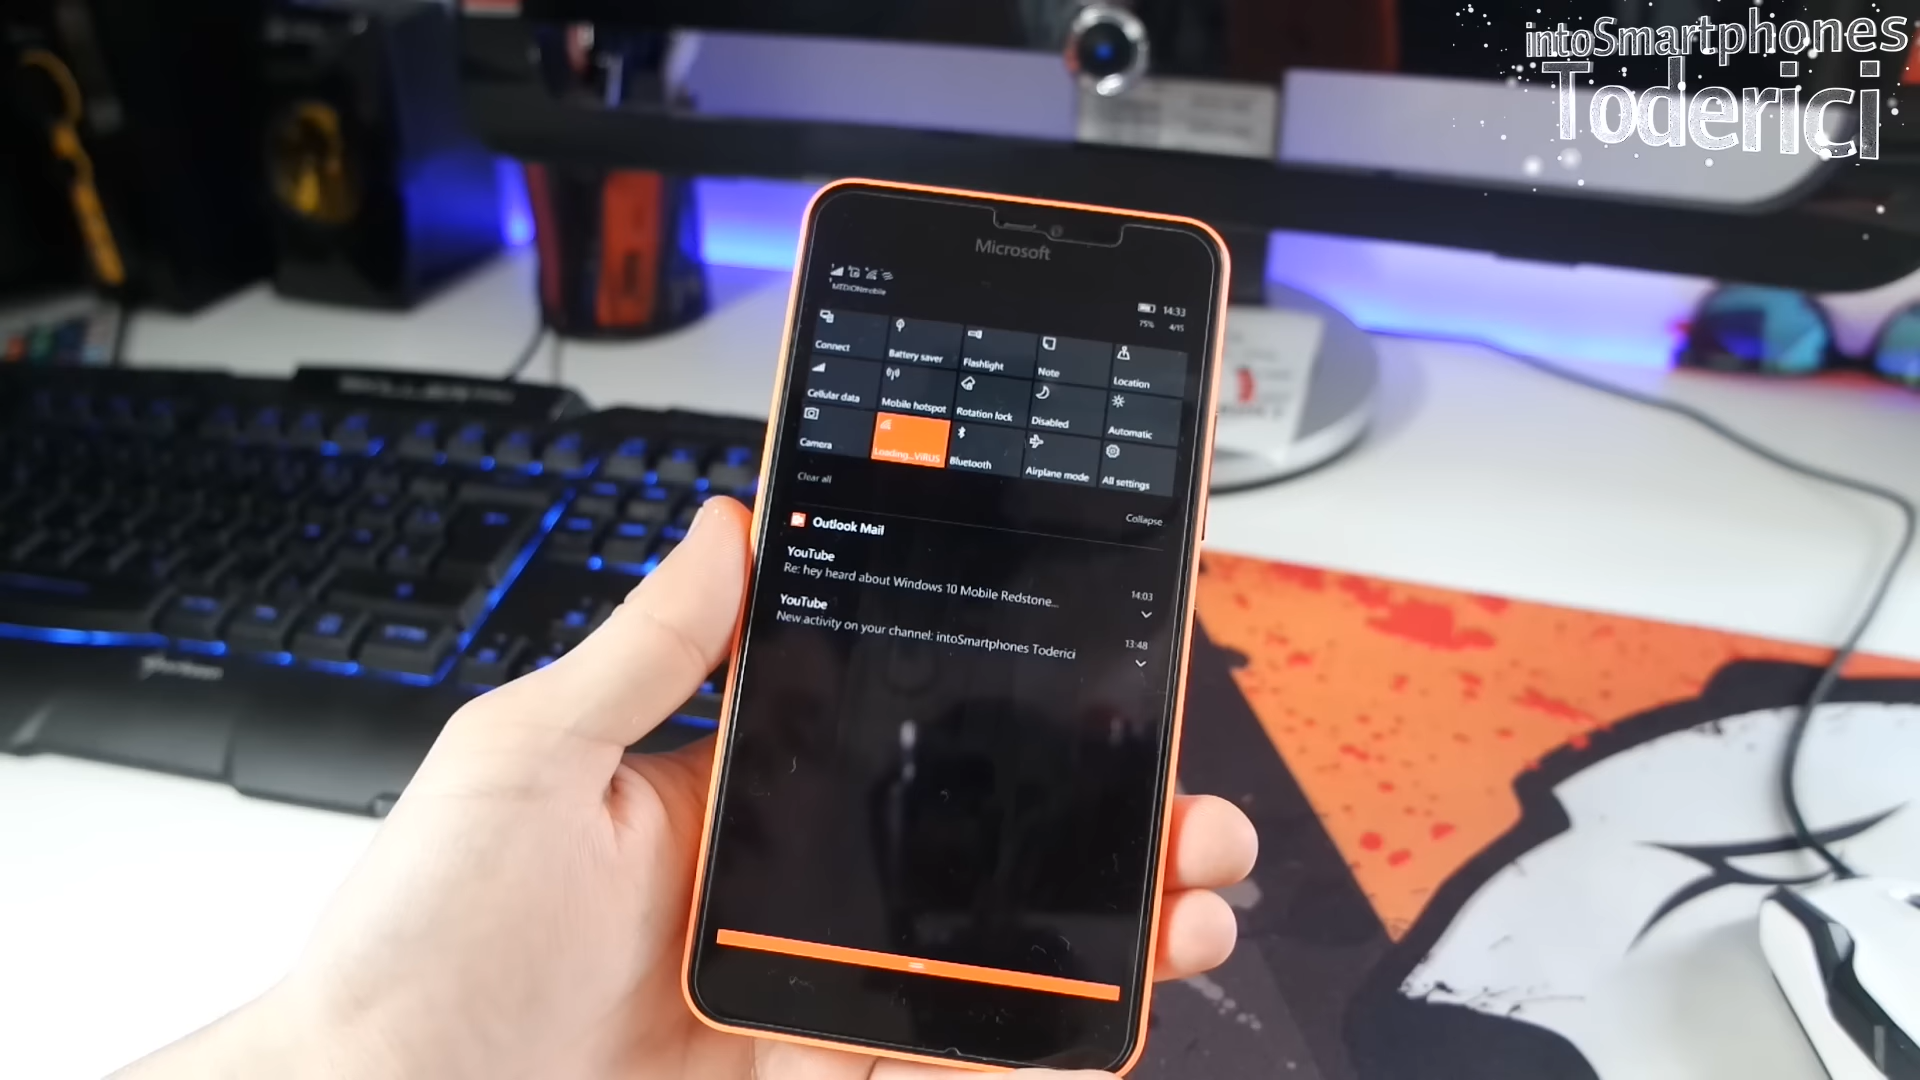 intoSmartphones
Toderici
Microsoft
MEDIONmobile
14:33
75% 4/15
Connect
Battery saver
Flashlight
Note
Location
Cellular data
Mobile hotspot
Rotation lock
Disabled
Automatic
Camera
Loading...ViRUS
Bluetooth
Airplane mode
All settings
Clear all
Collapse
Outlook Mail
YouTube
Re: hey heard about Windows 10 Mobile Redstone...
14:03
YouTube
New activity on your channel: intoSmartphones Toderici
13:48